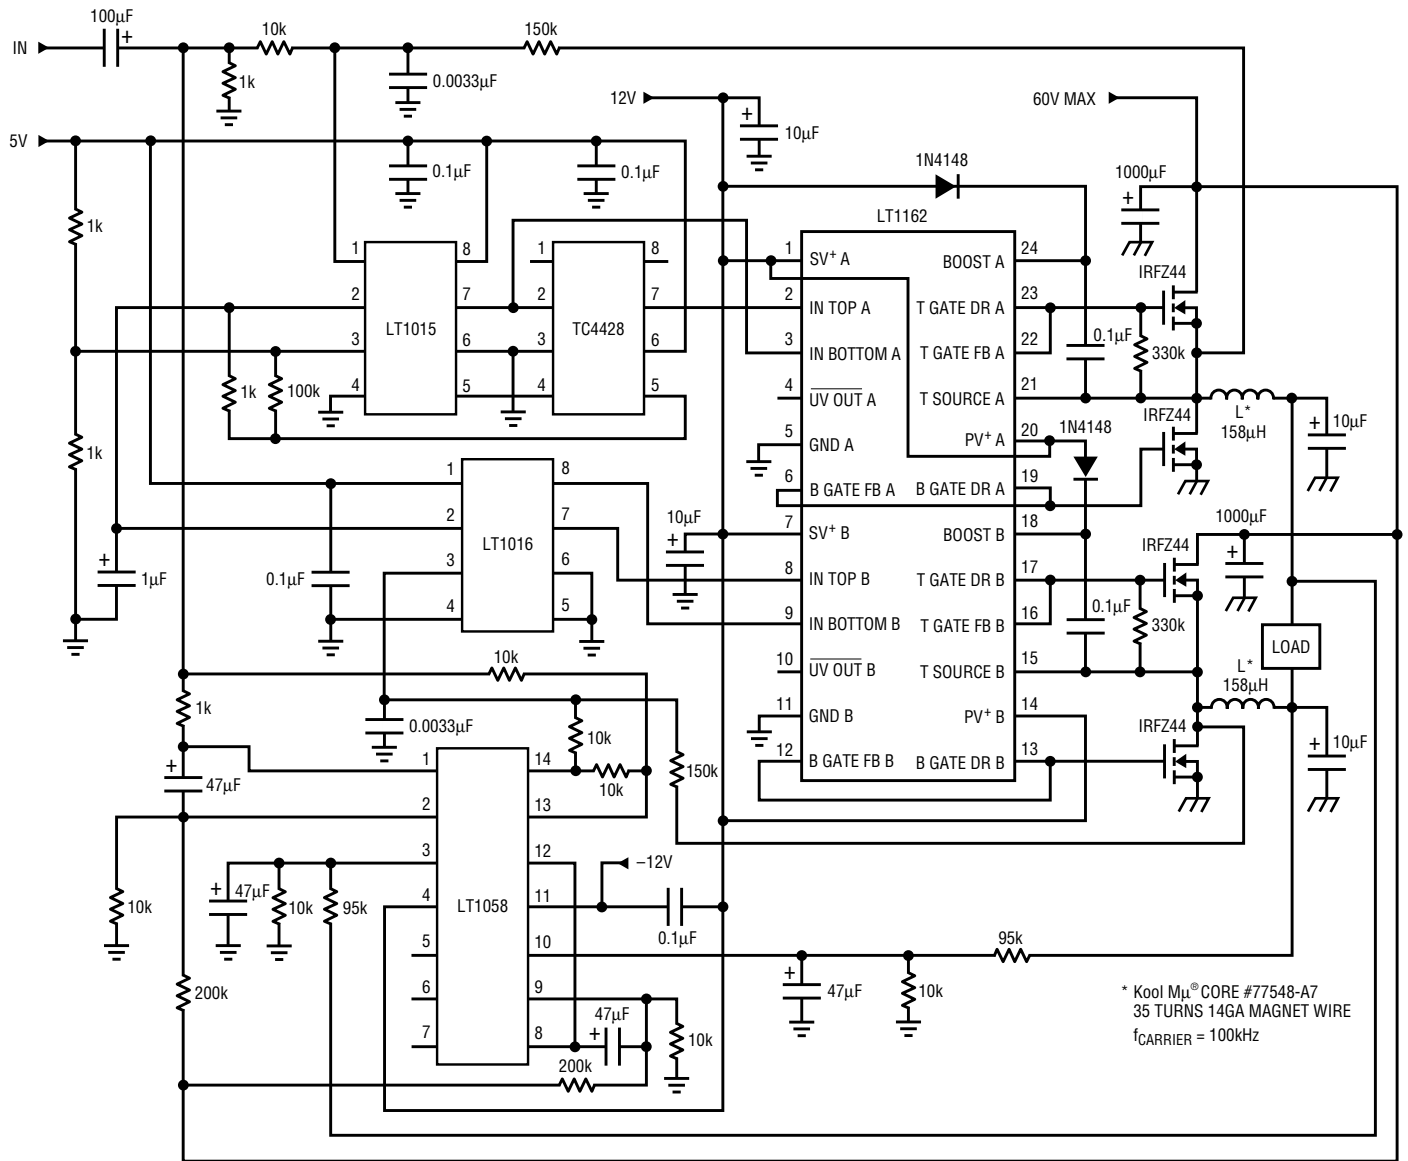 100µF
IN
10k
150k
1k
0.0033µF
12V
60V MAX
10µF
5V
0.1µF
0.1µF
1N4148
1000µF
LT1162
1k
1
2
3
4
LT1015
8
7
6
5
1
2
3
4
TC4428
8
7
6
5
1 SV+ A
2 IN TOP A
3 IN BOTTOM A
4 UV OUT A
5 GND A
6 B GATE FB A
7 SV+ B
8 IN TOP B
9 IN BOTTOM B
10 UV OUT B
11 GND B
12 B GATE FB B
BOOST A 24
T GATE DR A 23
T GATE FB A 22
T SOURCE A 21
PV+ A 20
B GATE DR A 19
BOOST B 18
T GATE DR B 17
T GATE FB B 16
T SOURCE B 15
PV+ B 14
B GATE DR B 13
IRFZ44
0.1µF
330k
1k
100k
L*
158µH
IRFZ44
10µF
1N4148
1k
1
2
3
4
LT1016
8
7
6
5
10µF
1000µF
IRFZ44
1µF
0.1µF
0.1µF
330k
LOAD
10k
L*
158µH
1k
0.0033µF
10k
10k
150k
IRFZ44
10µF
47µF
1
2
3
4
5
6
7
LT1058
14
13
12
11
10
9
8
–12V
10k
47µF
10k
95k
0.1µF
95k
200k
47µF
10k
47µF
10k
200k
* Kool Mµ® CORE #77548-A7
35 TURNS 14GA MAGNET WIRE
fCARRIER = 100kHz